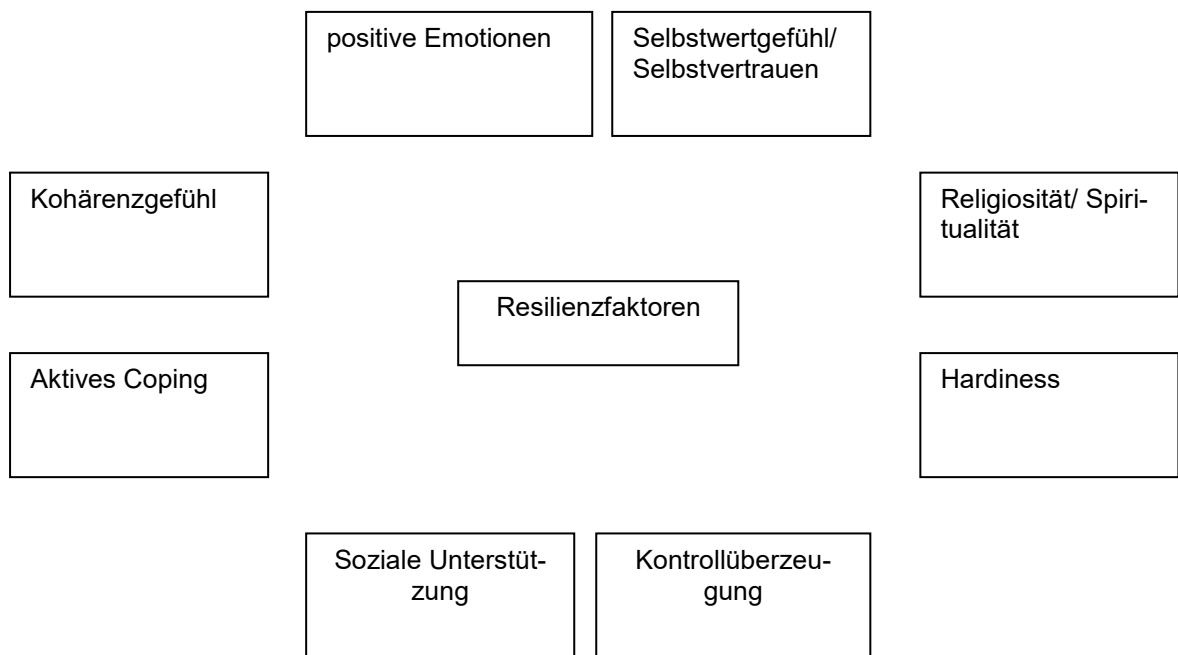 positive Emotionen
Selbstwertgefühl/
Selbstvertrauen
Kohärenzgefühl
Religiosität/ Spiri-
tualität
Resilienzfaktoren
Aktives Coping
Hardiness
Soziale Unterstüt-
zung
Kontrollüberzeu-
gung